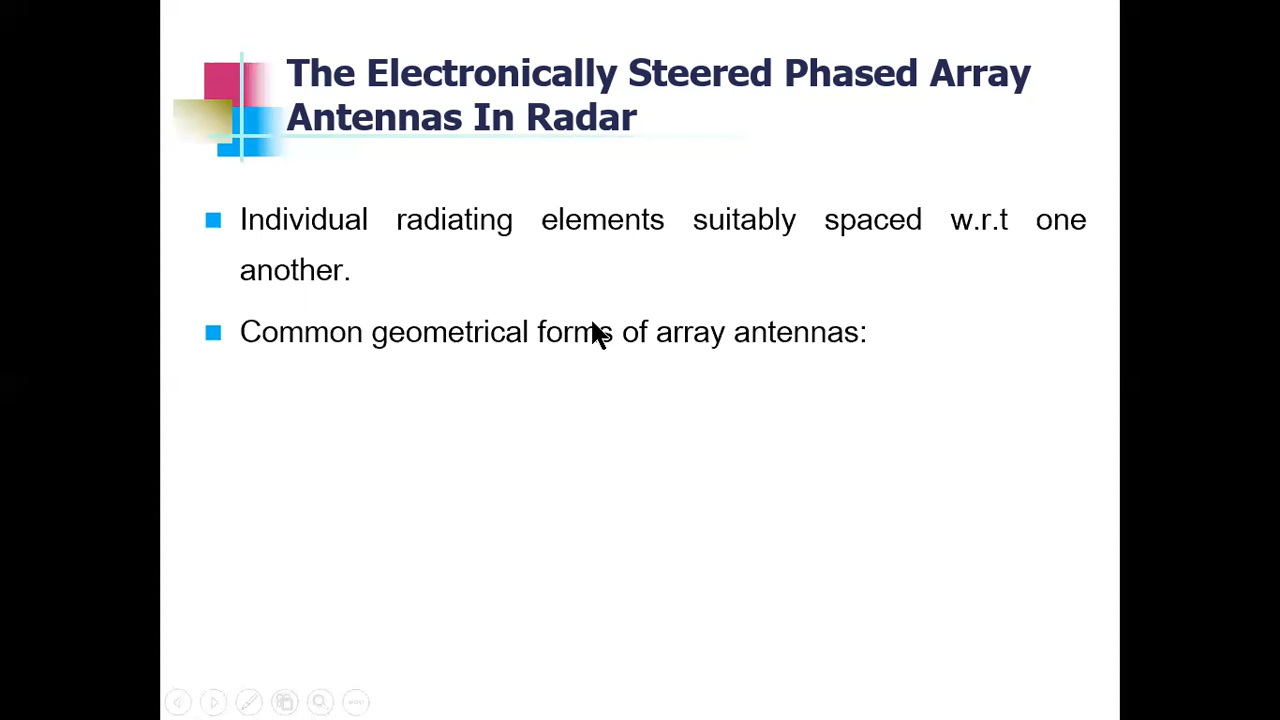 The Electronically Steered Phased Array
Antennas In Radar
Individual radiating elements suitably spaced w.r.t one
another.
Common geometrical forms of array antennas: